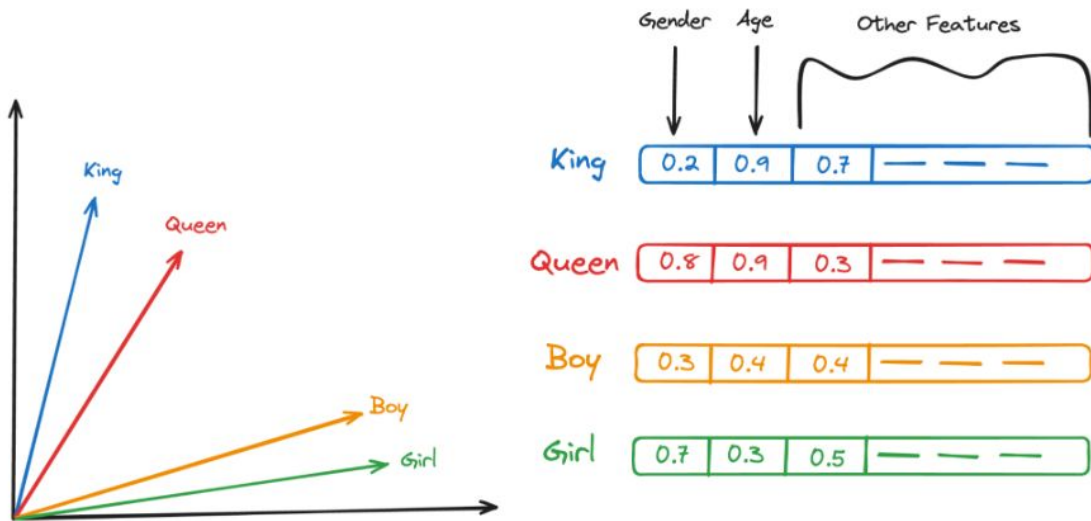 King
Queen
Boy
Girl
Gender Age Other Features
King 0.2 0.9 0.7
Queen 0.8 0.9 0.3
Boy 0.3 0.4 0.4
Girl 0.7 0.3 0.5